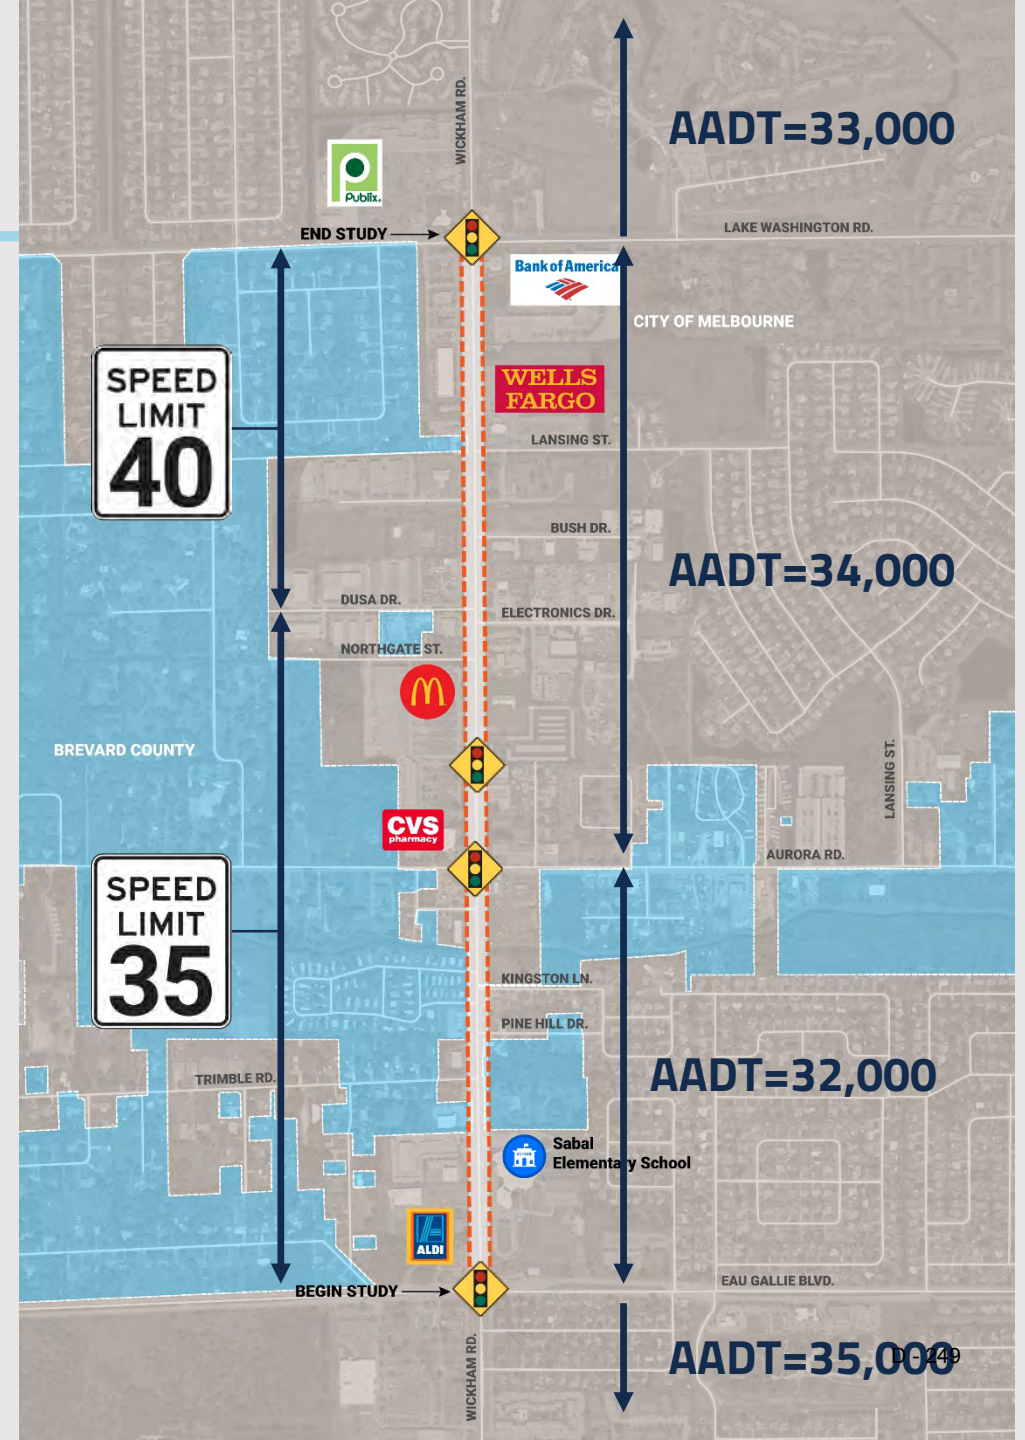 AADT=33,000
WICKHAM RD.
Publix.
LAKE WASHINGTON RD.
END STUDY
Bank of America
CITY OF MELBOURNE
SPEED
LIMIT
40
WELLS
FARGO
LANSING ST.
BUSH DR.
AADT=34,000
DUSA DR.
ELECTRONICS DR.
NORTHGATE ST.
BREVARD COUNTY
LANSING ST.
CVS
pharmacy
AURORA RD.
SPEED
LIMIT
35
KINGSTON LN.
PINE HILL DR.
TRIMBLE RD.
AADT=32,000
Sabal
Elementary School
ALDI
EAU GALLIE BLVD.
BEGIN STUDY
WICKHAM RD.
AADT=35,000
D - 249